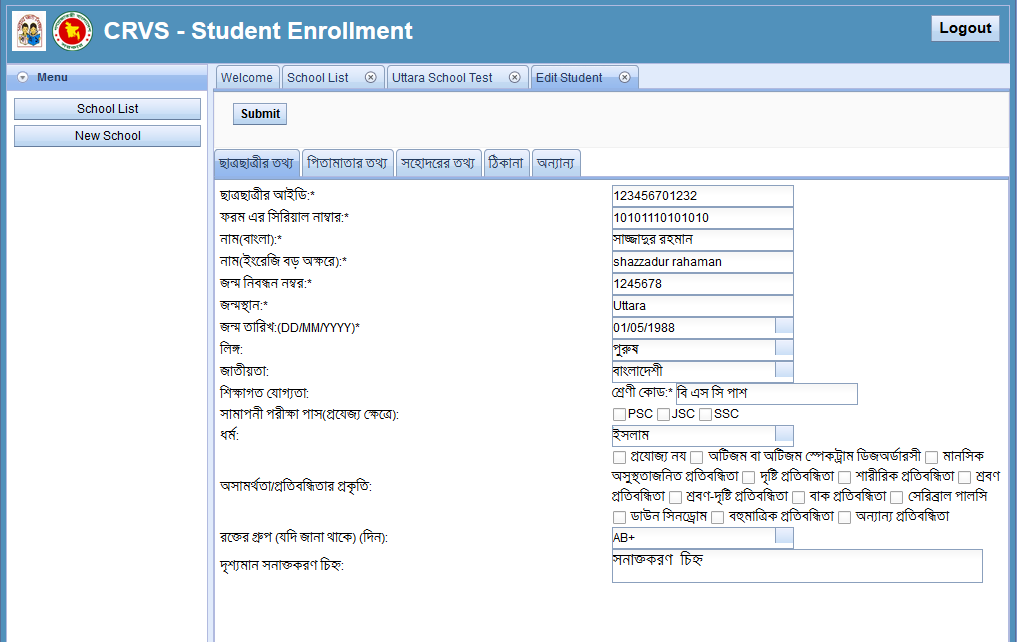 CRVS - Student Enrollment
Logout
Menu
Welcome School List Uttara School Test Edit Student
School List
New School
Submit
ছাত্রছাত্রীর তথ্য পিতামাতার তথ্য সহোদরের তথ্য ঠিকানা অন্যান্য
ছাত্রছাত্রীর আইডি:* 123456701232
ফরম এর সিরিয়াল নাম্বার:* 10101110101010
নাম(বাংলা):* সাজ্জাদুর রহমান
নাম(ইংরেজি বড় অক্ষরে):* shazzadur rahaman
জন্ম নিবন্ধন নম্বর:* 1245678
জন্মস্থান:* Uttara
জন্ম তারিখ:(DD/MM/YYYY)* 01/05/1988
লিঙ্গ: পুরুষ
জাতীয়তা: বাংলাদেশী
শিক্ষাগত যোগ্যতা: শ্রেণী কোড:* বি এস সি পাশ
সামাপনী পরীক্ষা পাস(প্রযেজ্য ক্ষেত্রে): PSC JSC SSC
ধর্ম: ইসলাম
প্রযোজ্য নয অটিজম বা অটিজম স্পেকট্রাম ডিজঅর্ডারসী মানসিক
অসুস্থতাজনিত প্রতিবন্ধিতা দৃষ্টি প্রতিবন্ধিতা শারীরিক প্রতিবন্ধিতা শ্রবণ
অসামর্থতা/প্রতিবন্ধিতার প্রকৃতি:
প্রতিবন্ধিতা শ্রবণ-দৃষ্টি প্রতিবন্ধিতা বাক প্রতিবন্ধিতা সেরিব্রাল পালসি
ডাউন সিনড্রোম বহুমাত্রিক প্রতিবন্ধিতা অন্যান্য প্রতিবন্ধিতা
রক্তের গ্রুপ (যদি জানা থাকে) (দিন): AB+
দৃশ্যমান সনাক্তকরণ চিহ্ন: সনাক্তকরণ চিহ্ন